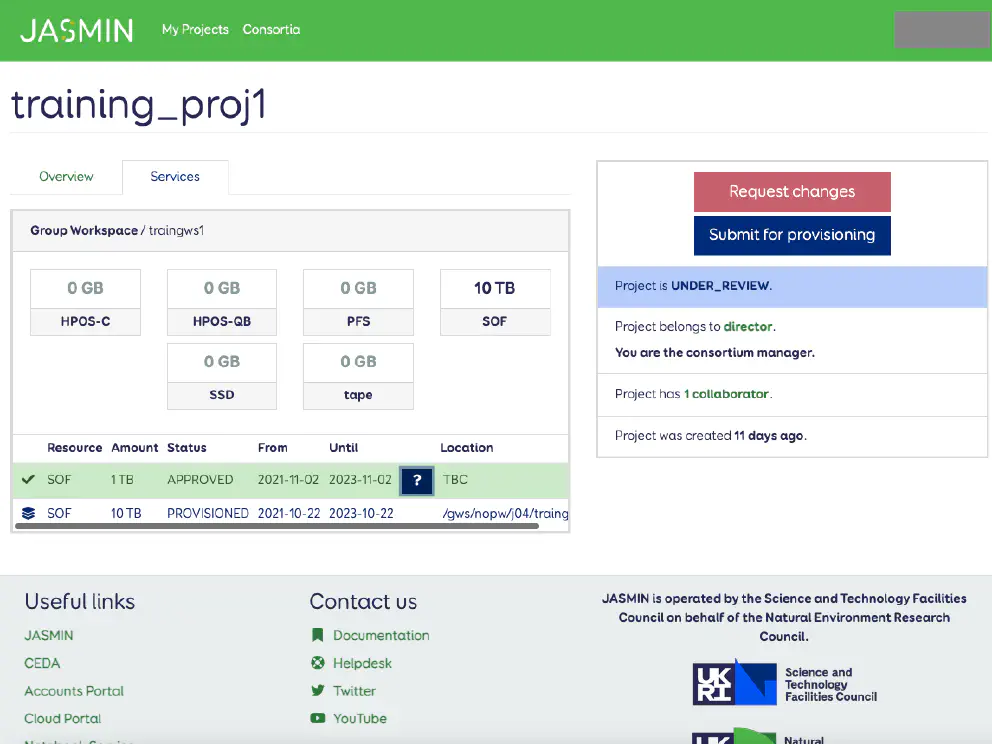 JASMIN My Projects Consortia
training_proj1
Overview Services
Group Workspace / traingws1
0 GB 0 GB 0 GB 10 TB
HPOS-C HPOS-QB PFS SOF
0 GB 0 GB
SSD tape
Resource Amount Status From Until Location
SOF 1 TB APPROVED 2021-11-02 2023-11-02 ? TBC
SOF 10 TB PROVISIONED 2021-10-22 2023-10-22 /gws/nopw/j04/traing
Request changes
Submit for provisioning
Project is UNDER_REVIEW.
Project belongs to director.
You are the consortium manager.
Project has 1 collaborator.
Project was created 11 days ago.
Useful links
JASMIN
CEDA
Accounts Portal
Cloud Portal
Notebook Service
Contact us
Documentation
Helpdesk
Twitter
YouTube
JASMIN is operated by the Science and Technology Facilities
Council on behalf of the Natural Environment Research
Council.
UK
RI
Science and
Technology
Facilities Council
UK
Natural